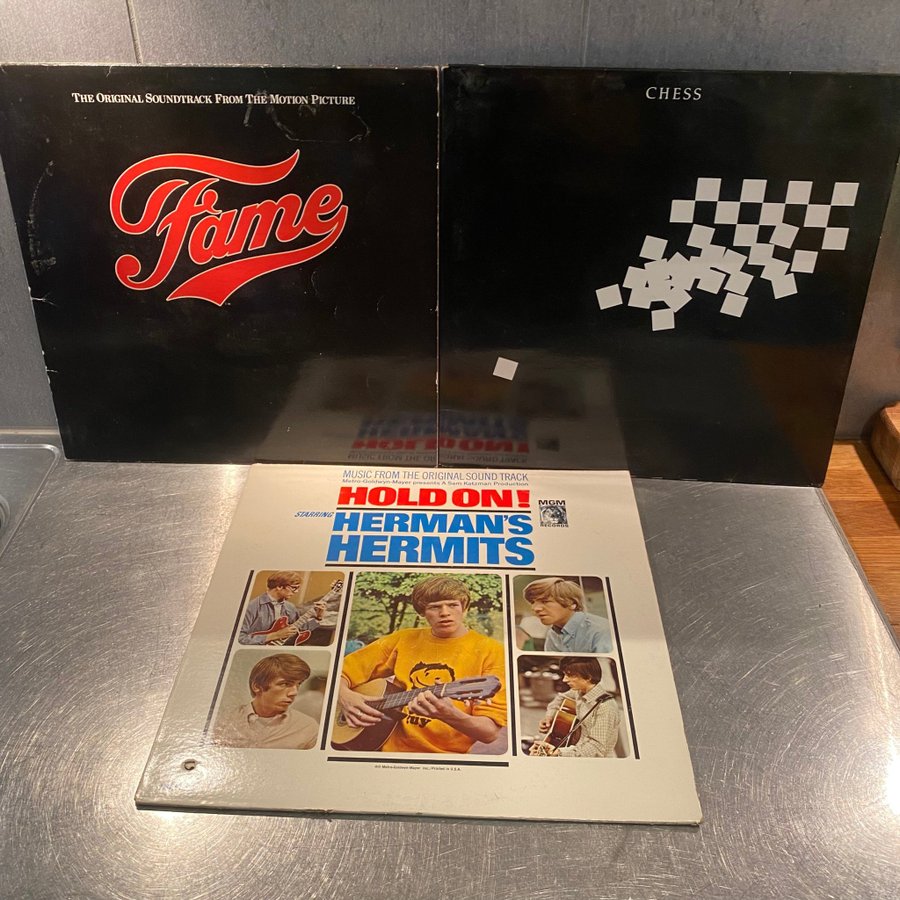 THE ORIGINAL SOUNDTRACK FROM THE MOTION PICTURE
Fame
CHESS
MUSIC FROM THE ORIGINAL SOUND TRACK
Metro-Goldwyn-Mayer presents A Sam Katzman Production
HOLD ON!
STARRING
HERMAN'S
HERMITS
MGM
RECORDS